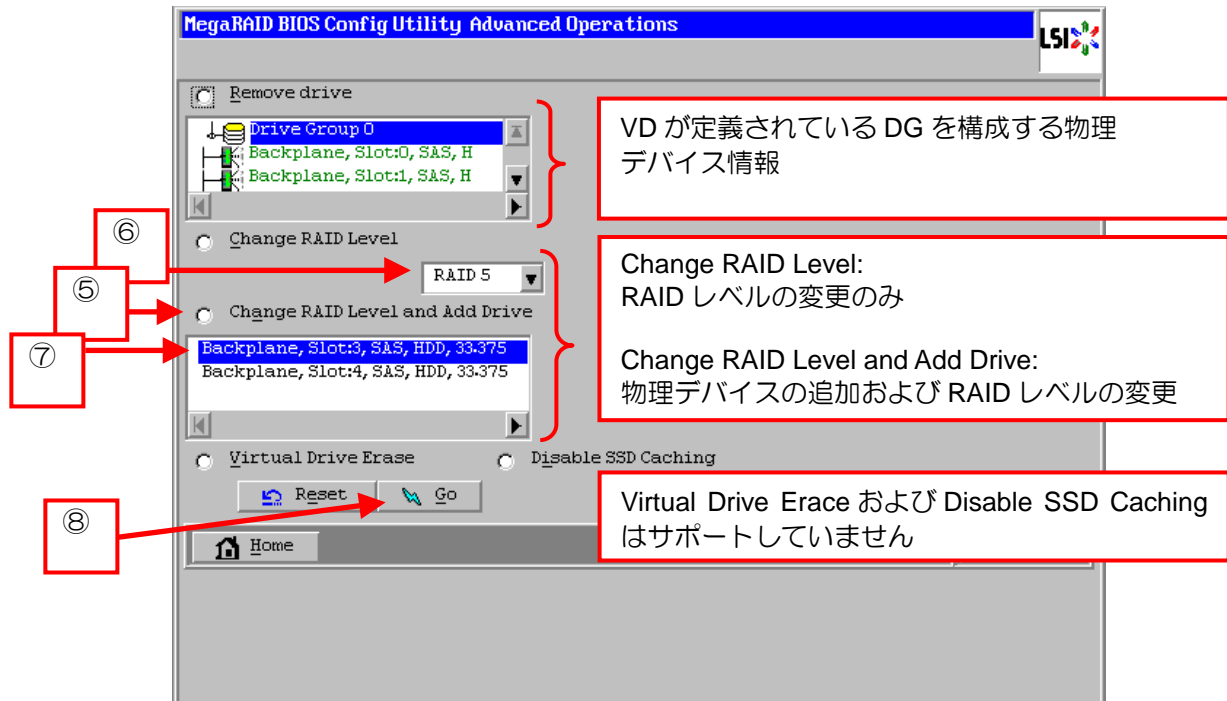 MegaRAID BIOS Config Utility Advanced Operations
LSI
Remove drive
Drive Group 0
Backplane, Slot:0, SAS, H
Backplane, Slot:1, SAS, H
VD が定義されている DG を構成する物理
デバイス情報
⑥
Change RAID Level
RAID 5
⑤
Change RAID Level and Add Drive
⑦
Backplane, Slot:3, SAS, HDD, 33.375
Backplane, Slot:4, SAS, HDD, 33.375
Change RAID Level:
RAID レベルの変更のみ
Change RAID Level and Add Drive:
物理デバイスの追加および RAID レベルの変更
Virtual Drive Erase
Disable SSD Caching
Reset
Go
⑧
Virtual Drive Erace および Disable SSD Caching
はサポートしていません
Home